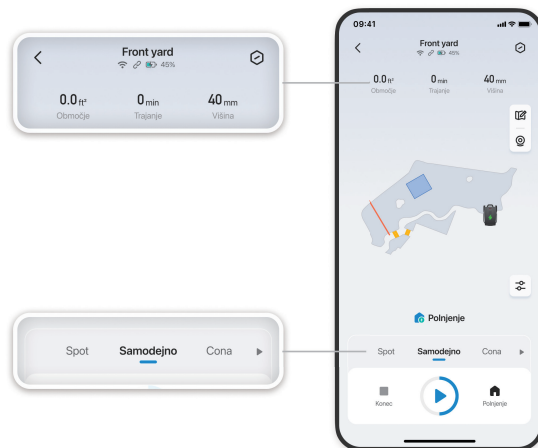 Front yard
45%
0.0 ft² 0 min 40 mm
Območje Trajanje Višina
Spot Samodejno Cona
09:41
Front yard
45%
0.0 ft² 0 min 40 mm
Območje Trajanje Višina
Polnjenje
Spot Samodejno Cona
Konec Polnjenje